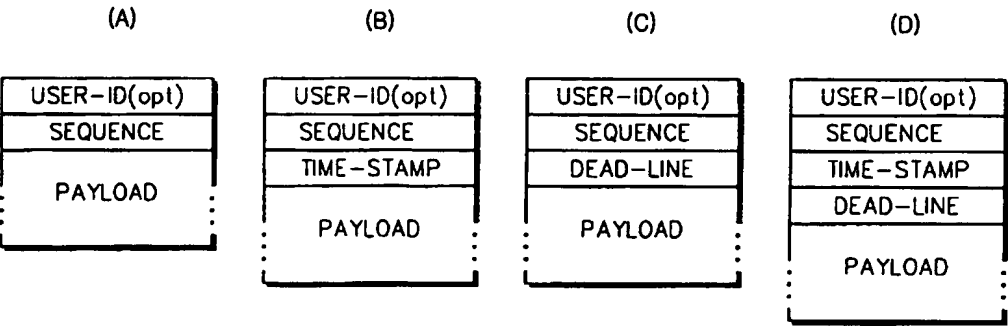 (A)
USER-ID(opt)
SEQUENCE
PAYLOAD
(B)
USER-ID(opt)
SEQUENCE
TIME-STAMP
PAYLOAD
(C)
USER-ID(opt)
SEQUENCE
DEAD-LINE
PAYLOAD
(D)
USER-ID(opt)
SEQUENCE
TIME-STAMP
DEAD-LINE
PAYLOAD